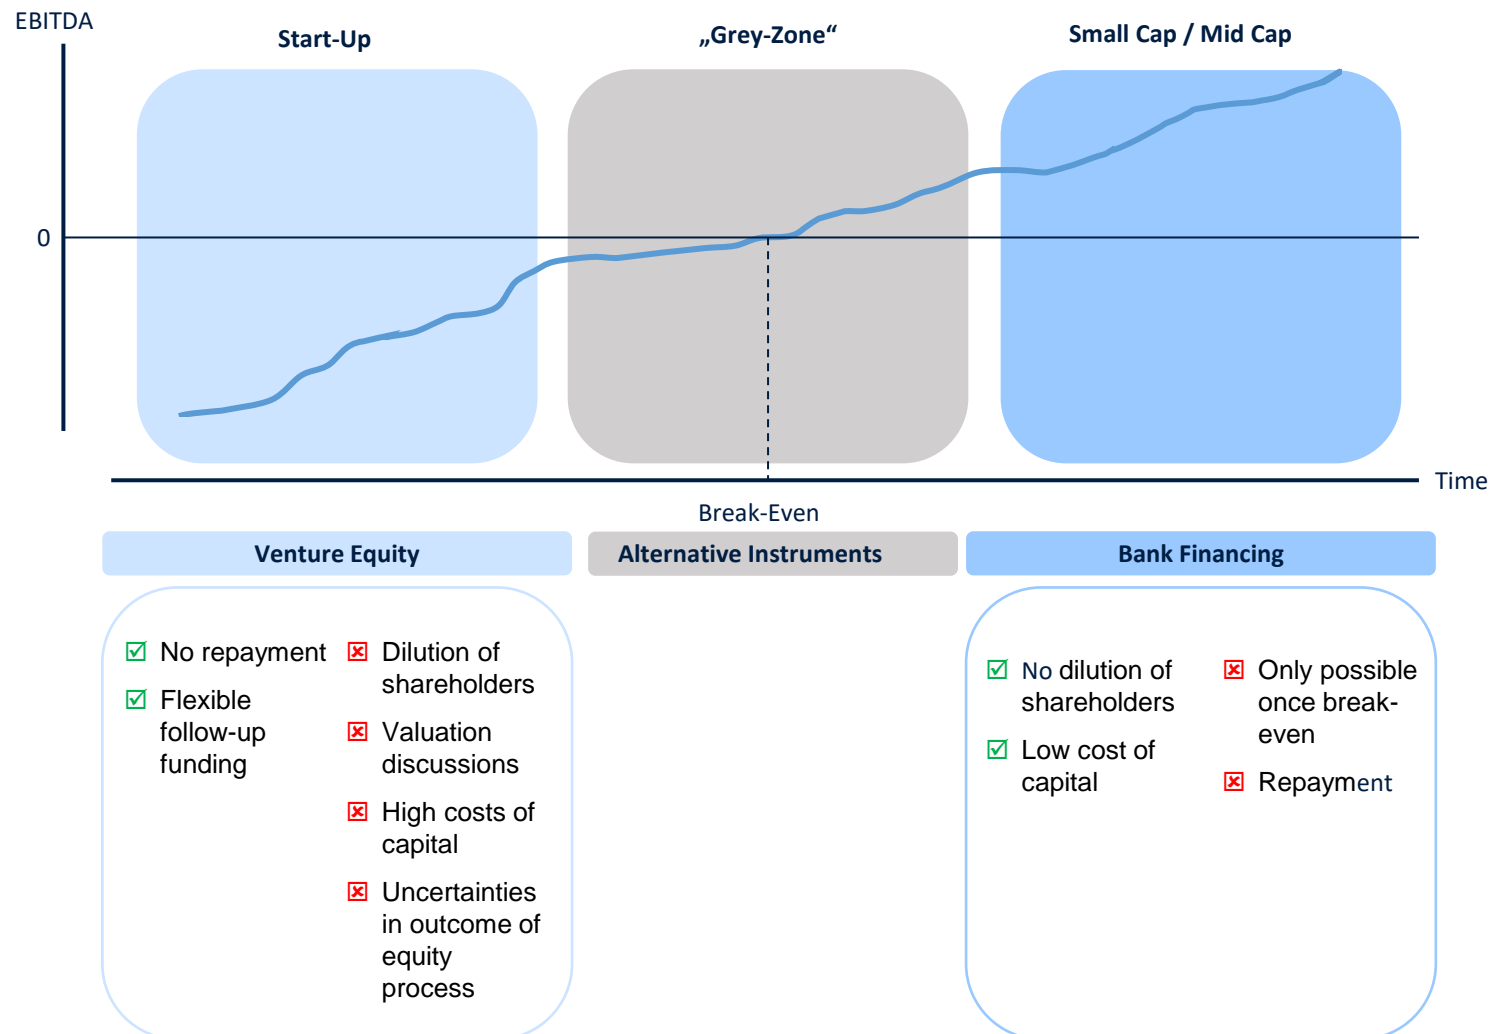 EBITDA
Start-Up
„Grey-Zone“
Small Cap / Mid Cap
0
Time
Break-Even
Venture Equity
Alternative Instruments
Bank Financing
No repayment
Flexible
follow-up
funding
Dilution of
shareholders
Valuation
discussions
High costs of
capital
Uncertainties
in outcome of
equity
process
No dilution of
shareholders
Low cost of
capital
Only possible
once break-
even
Repayment